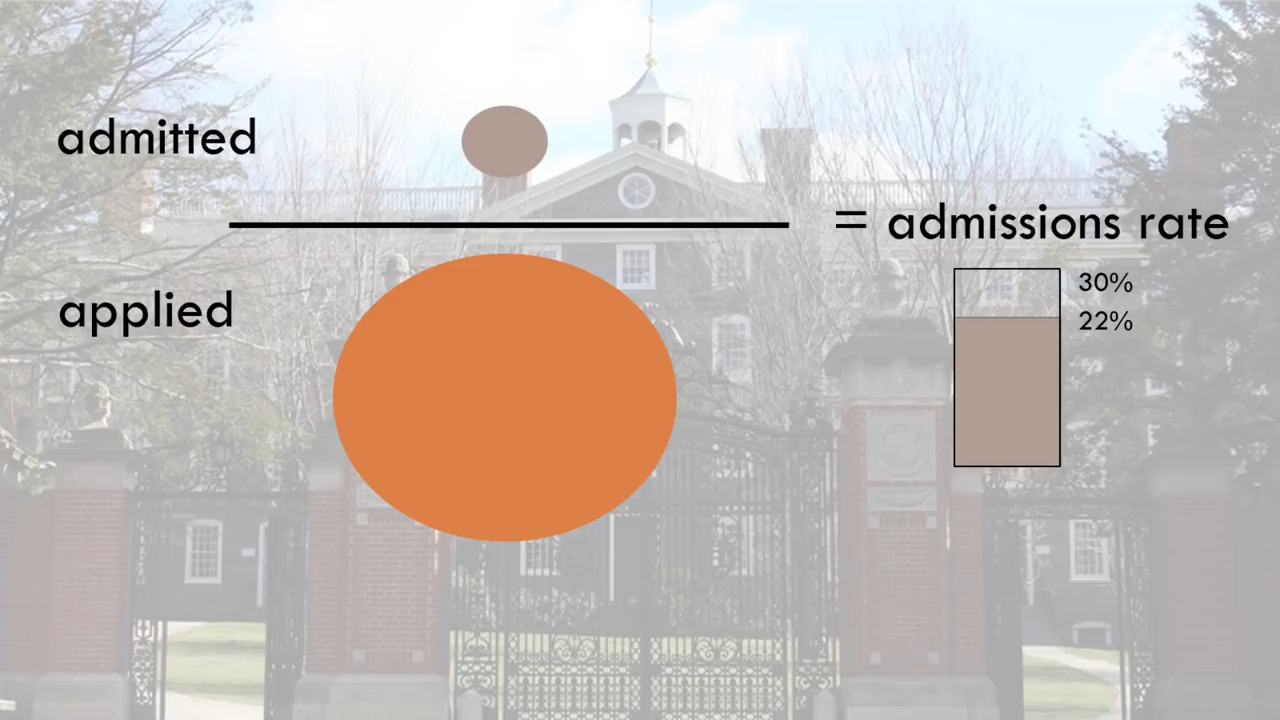 admitted
= admissions rate
30%
applied
22%